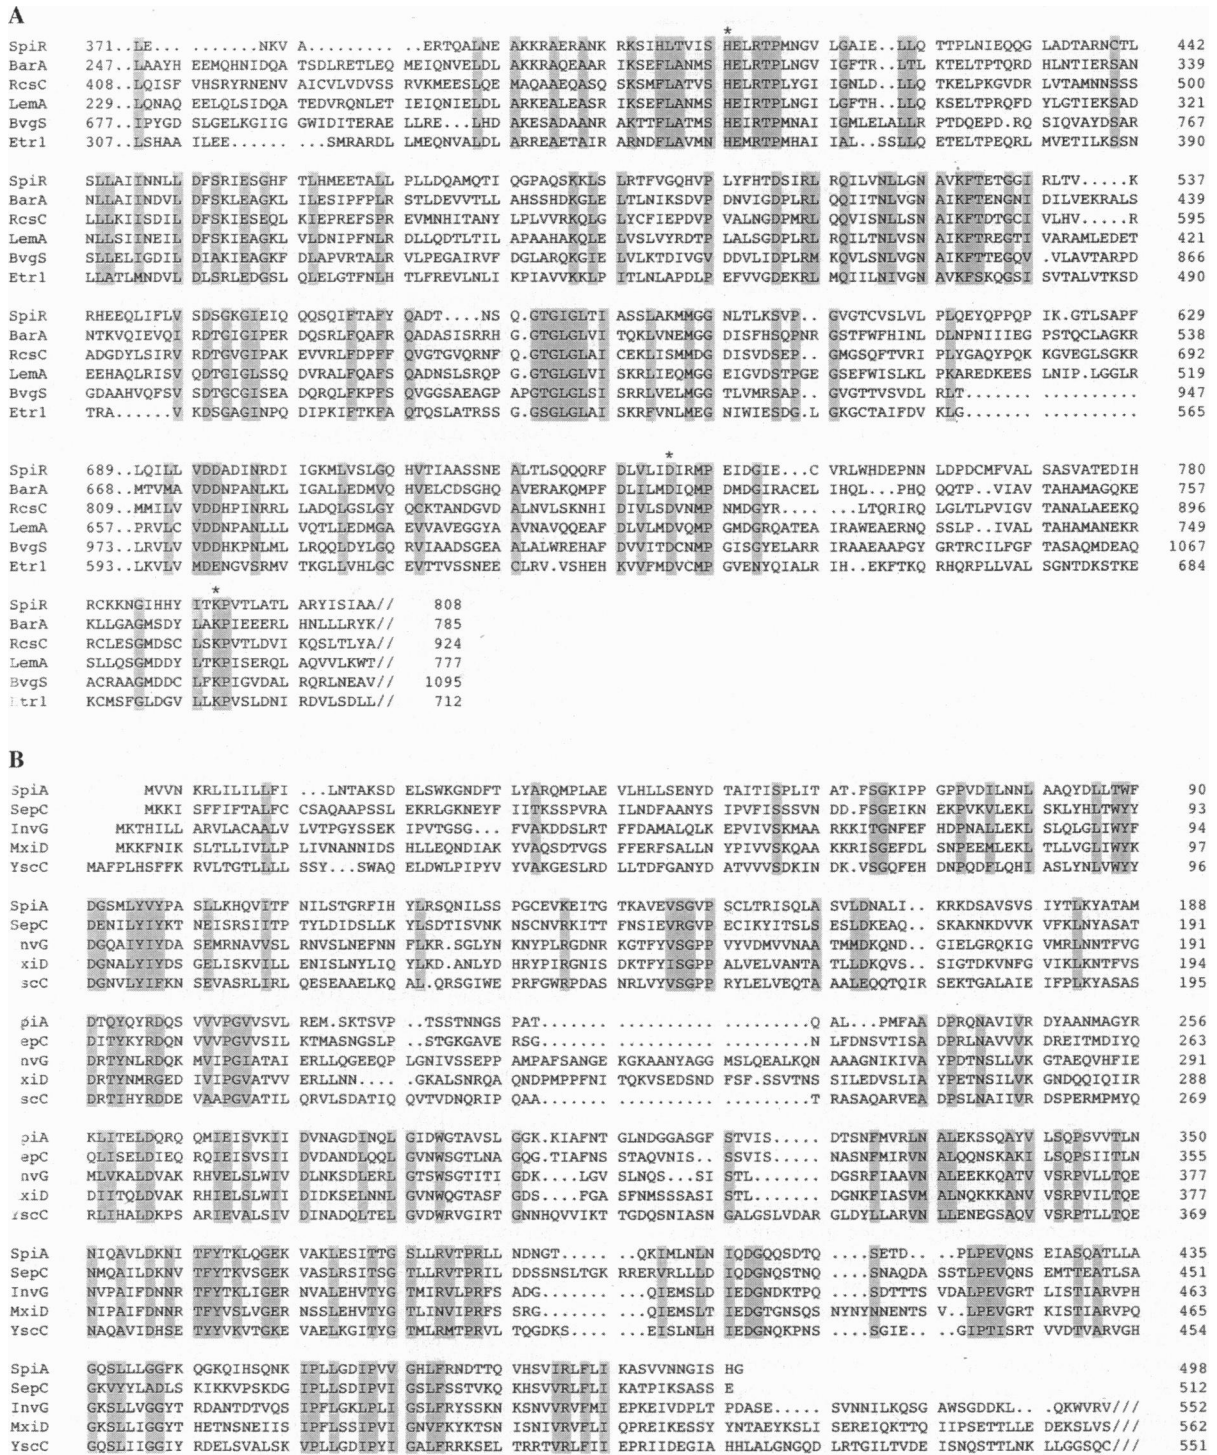 A
*
SpiR 371..LE......... .....NKVA ..........ERTQALNE AKKRAERANK RKSIHLTVIS HELRTPMNGV LGAIE..LLQ TTPLNIEQQG LADTARNCTL 442
BarA 247..LAAYH EEMQHNIDQA TSDLRETLEQ MEIQNVELDL AKKRAQEAAR IKSEFLANMS HELRTPLNGV IGFTR..LTL KTELTPTQRD HLNTIERSAN 339
RcsC 408..LQISF VHSRYRNENV AICVLVDVSS RVKMEESLQE MAQAAEQASQ SKSMFLATVS HELRTPLYGI IGNLD..LLQ TKELPKGVDR LVTAMNNSSS 500
LemA 229..LQNAQ EELQLSIDQA TEDVRQNLET IEIQNIELDL ARKEALEASR IKSEFLANMS HEIRTPLNGI LGFTH..LLQ KSELTPRQFD YLGTIEKSAD 321
BvgS 677..IPYGD SLGELKGIIG GWIDITERAE LLRE...LHD AKESADAANR AKTTFLATMS HEIRTPMNAI IGMLELALLR PTDQEPD.RQ SIQVAYDSAR 767
Etr1 307..LSHAA ILEE...... SMRARDL LMEQNVALDL ARREAETAIR ARNDFLAVMN HEMRTPMHAI IAL..SSLLQ ETELTPEQRL MVETILKSSN 390
SpiR SLLAIINNLL DFSRIESGHF TLHMEETALL PLLDQAMQTI QGPAQSKKLS LRTFVGQHVP LYFHTDSIRL RQILVNLLGN AVKFTETGGI RLTV.....K 537
BarA NLLAIINDVL DFSKLEAGKL ILESIPFPLR STLDEVVTLL AHSSHDKGLE LTLNIKSDVP DNVIGDPLRL QQIITNLVGN AIKFTENGNI DILVEKRALS 439
RcsC LLLKIISDIL DFSKIESEQL KIEPREFSPR EVMNHITANY LPLVVRKQLG LYCFIEPDVP VALNGDPMRL QQVISNLLSN AIKFTDTGCI VLHV.....R 595
LemA NLLSIINEIL DFSKIEAGKL VLDNIPFNLR DLLQDTLTIL APAAHAKQLE LVSLVYRDTP LALSGDPLRL RQILTNLVSN AIKFTREGTI VARAMLEDET 421
BvgS SLLELIGDIL DIAKIEAGKF DLAPVRTALR VLPEGAIRVF DGLARQKGIE LVLKTDIVGV DDVLIDPLRM KQVLSNLVGN AIKFTTEGQV .VLAVTARPD 866
Etr1 LLATLMNDVL DLSRLEDGSL QLELGTFNLH TLFREVLNLI KPIAVVKKLP ITLNLAPDLP EFVVGDEKRL MQIILNIVGN AVKFSKQGSI SVTALVTKSD 490
SpiR RHEEQLIFLV SDSGKGIEIQ QQSQIFTAFY QADT....NS Q.GTGIGLTI ASSLAKMMGG NLTLKSVP.. GVGTCVSLVL PLQEYQPPQP IK.GTLSAPF 629
BarA NTKVQIEVQI RDTGIGIPER DQSRLFQAFR QADASISRRH G.GTGLGLVI TQKLVNEMGG DISFHSQPNR GSTFWFHINL DLNPNIIIEG PSTQCLAGKR 538
RcsC ADGDYLSIRV RDTGVGIPAK EVVRLFDPFF QVGTGVQRNF Q.GTGLGLAI CEKLISMMDG DISVDSEP.. GMGSQFTVRI PLYGAQYPQK KGVEGLSGKR 692
LemA EEHAQLRISV QDTGIGLSSQ DVRALFQAFS QADNSLSRQP G.GTGLGLVI SKRLIEQMGG EIGVDSTPGE GSEFWISLKL PKAREDKEES LNIP.LGGLR 519
BvgS GDAAHVQFSV SDTGCGISEA DQRQLFKPFS QVGGSAEAGP APGTGLGLSI SRRLVELMGG TLVMRSAP.. GVGTTVSVDL RLT....... .......... 947
Etr1 TRA......V KDSGAGINPQ DIPKIFTKFA QTQSLATRSS G.GSGLGLAI SRRFVNLMEG NIWIESDG.L GKGCTAIFDV KLG....... .......... 565
*
SpiR 689..LQILL VDDADINRDI IGKMLVSLGQ HVTIAASSNE ALTLSQQQRF DLVLIDIRMP EIDGIE...C VRLWHDEPNN LDPDCMFVAL SASVATEDIH 780
BarA 668..MTVMA VDDNPANLKL IGALLEDMVQ HVELCDSGHQ AVERAKQMPF DLILMDIQMP DMDGIRACEL IHQL...PHQ QQTP..VIAV TAHAMAGQKE 757
RcsC 809..MMILV VDDHPINRRL LADQLGSLGY QCKTANDGVD ALNVLSKNHI DIVLSDVNMP NMDGYR.... LTQRIRQ LGLTLPVIGV TANALAEEKQ 896
LemA 657..PRVLC VDDNPANLLL VQTLLEDMGA EVVAVEGGYA AVNAVQQEAF DLVLMDVQMP GMDGRQATEA IRAWEAERNQ SSLP..IVAL TAHAMANEKR 749
BvgS 973..LRVLV VDDHKPNLML LRQQLDYLGQ RVIAADSGEA ALALWREHAF DVVITDCNMP GISGYELARR IRAAEAAPGY GRTRCILFGF TASAQMDEAQ 1067
Etr1 593..LKVLV MDENGVSRMV TKGLLVHLGC EVTTVSSNEE CLRV.VSHEH KVVFMDVCMP GVENYQIALR IH..EKFTKQ RHQRPLLVAL SGNTDKSTKE 684
*
SpiR RCKKNGIHHY ITKPVTLATL ARYISIAA// 808
BarA KLLGAGMSDY LAKPIEEERL HNLLLRYK// 785
RcsC RCLESGMDSC LSKPVTLDVI KQSLTLYA// 924
LemA SLLQSGMDDY LTKPISERQL AQVVLKWT// 777
BvgS ACRAAGMDDC LFKPIGVDAL RQRLNEAV// 1095
tr1 KCMSFGLDGV LLKPVSLDNI RDVLSDLL// 712
B
SpiA MVVN KRLILILLFI ...LNTAKSD ELSWKGNDFT LYARQMPLAE VLHLLSENYD TAITISPLIT AT.FSGKIPP GPPVDILNNL AAQYDLLTWF 90
SepC MKKI SFFIFTALFC CSAQAAPSSL EKRLGKNEYF IITKSSPVRA ILNDFAANYS IPVFISSSVN DD.FSGEIKN EKPVKVLEKL SKLYHLTWYY 93
InvG MKTHILL ARVLACAALV LVTPGYSSEK IPVTGSG... FVAKDDSLRT FFDAMALQLK EPVIVSKMAA RKKITGNFEF HDPNALLEKL SLQLGLIWYF 94
MxiD MKKFNIK SLTLLIVLLP LIVNANNIDS HLLEQNDIAK YVAQSDTVGS FFERFSALLN YPIVVSKQAA KKRISGEFDL SNPEEMLEKL TLLVGLIWYK 97
YscC MAFPLHSFFK RVLTGTLLLL SSY...SWAQ ELDWLPIPYV YVAKGESLRD LLTDFGANYD ATVVVSDKIN DK.VSGQFEH DNPQDFLQHI ASLYNLVWYY 96
SpiA DGSMLYVYPA SLLKHQVITF NILSTGRFIH YLRSQNILSS PGCEVKEITG TKAVEVSGVP SCLTRISQLA SVLDNALI.. KRKDSAVSVS IYTLKYATAM 188
SepC DENILYIYKT NEISRSIITP TYLDIDSLLK YLSDTISVNK NSCNVRKITT FNSIEVRGVP ECIKYITSLS ESLDKEAQ.. SKAKNKDVVK VFKLNYASAT 191
nvG DGQAIYIYDA SEMRNAVVSL RNVSLNEFNN FLKR.SGLYN KNYPLRGDNR KGTFYVSGPP VYVDMVVNAA TMMDKQND.. GIELGRQKIG VMRLNNTFVG 191
xiD DGNALYIYDS GELISKVILL ENISLNYLIQ YLKD.ANLYD HRYPIRGNIS DKTFYISGPP ALVELVANTA TLLDKQVS.. SIGTDKVNFG VIKLKNTFVS 194
scC DGNVLYIFKN SEVASRLIRL QESEAAELKQ AL.QRSGIWE PRFGWRPDAS NRLVYVSGPP RYLELVEQTA AALEQQTQIR SEKTGALAIE IFPLKYASAS 195
piA DTQYQYRDQS VVVPGVVSVL REM.SKTSVP ..TSSTNNGS PAT....... .......... .........Q AL...PMFAA DPRQNAVIVR DYAANMAGYR 256
epC DITYKYRDQN VVVPGVVSIL KTMASNGSLP ..STGKGAVE RSG....... .......... .......... NLFDNSVTISA DPRLNAVVVK DREITMDIYQ 263
nvG DRTYNLRDQK MVIPGIATAI ERLLQGEEQP LGNIVSSEPP AMPAFSANGE KGKAANYAGG MSLQEALKQN AAAGNIKIVA YPDTNSLLVK GTAEQVHFIE 291
xiD DRTYNMRGED IVIPGVATVV ERLLNN.... GKALSNRQA QNDPMPPFNI TQKVSEDSND FSF.SSVTNS SILEDVSLIA YPETNSILVK GNDQQIQIIR 288
scC DRTIHYRDDE VAAPGVATIL QRVLSDATIQ QVTVDNQRIP QAA....... .......... .......... TRASAQARVEA DPSLNAIIVR DSPERMPMYQ 269
piA KLITELDQRQ QMIEISVKII DVNAGDINQL GIDWGTAVSL GGK.KIAFNT GLNDGGASGF STVIS..... DTSNFMVRLN ALEKSSQAYV LSQPSVVTLN 350
epC QLISELDIEQ RQIEISVSII DVDANDLQQL GVNWSGTLNA GQG.TIAFNS STAQVNIS.. SSVIS..... NASNFMIRVN ALQQNSKAKI LSQPSIITLN 355
nvG MLVKALDVAK RHVELSLWIV DLNKSDLERL GTSWSGTITI GDK....LGV SLNQS...SI STL....... DGSRFIAAVN ALEEKKQATV VSRPVLLTQE 377
xiD DIITQLDVAK RHIELSLWII DIDKSELNNL GVNWQGTASF GDS....FGA SFNMSSSASI STL....... DGNKFIASVM ALNQKKKANV VSRPVILTQE 377
scC RLIHALDKPS ARIEVALSIV DINADQLTEL GVDWRVGIRT GNNHQVVIKT TGDQSNIASN GALGSLVDAR GLDYLLARVN LLENEGSAQV VSRPTLLTQE 369
SpiA NIQAVLDKNI TFYTKLQGEK VAKLESITTG SLLRVTPRLL NDNGT..... ....QKIMLNLN IQDGQQSDTQ ....SETD.. .PLPEVQNS EIASQATLLA 435
SepC NMQAILDKNV TFYTKVSGEK VASLRSITSG TLLRVTPRIL DDSSNSLTGK RRERVRLLLD IQDGNQSTNQ ....SNAQDA SSTLPEVQNS EMTTEATLSA 451
InvG NVPAIFDNNR TFYTKLIGER NVALEHVTYG TMIRVLPRFS ADG....... ...QIEMSLD IEDGNDKTPQ ....SDTTTS VDALPEVGRT LISTIARVPH 463
MxiD NIPAIFDNNR TFYVSLVGER NSSLEHVTYG TLINVIPRFS SRG....... ...QIEMSLT IEDGTGNSQS NYNYNNENTS V..LPEVGRT KISTIARVPQ 465
YscC NAQAVIDHSE TYYVKVTGKE VAELKGITYG TMLRMTPRVL TQGDKS.... ...EISLNLH IEDGNQKPNS ....SGIE... .GIPTISRT VVDTVARVGH 454
SpiA GQSLLLGGFK QGKQIHSQNK IPLLGDIPVV GHLFRNDTTQ VHSVIRLFLI KASVVNNGIS HG 498
SepC GKVYYLADLS KIKKVPSKDG IPLLSDIPVI GSLFSSTVKQ KHSVVRLFLI KATPIKSASS E 512
InvG GKSLLVGGYT RDANTDTVQS IPFLGKLPLI GSLFRYSSKN KSNVVRVFMI EPKEIVDPLT PDASE..... SVNNILKQSG AWSGDDKL.. .QKWVRV/// 552
MxiD GKSLLIGGYT HETNSNEIIS IPFLSSIPVI GNVFKYKTSN ISNIVRVFLI QPREIKESSY YNTAEYKSLI SEREIQKTTQ IIPSETTLLE DEKSLVS/// 562
YscC GQSLIIGGIY RDELSVALSK VPLLGDIPYI GALFRRKSEL TRRTVRLFII EPRIIDEGIA HHLALGNGQD LRTGILTVDE ISNQSTTLNK LLGGSQC/// 551